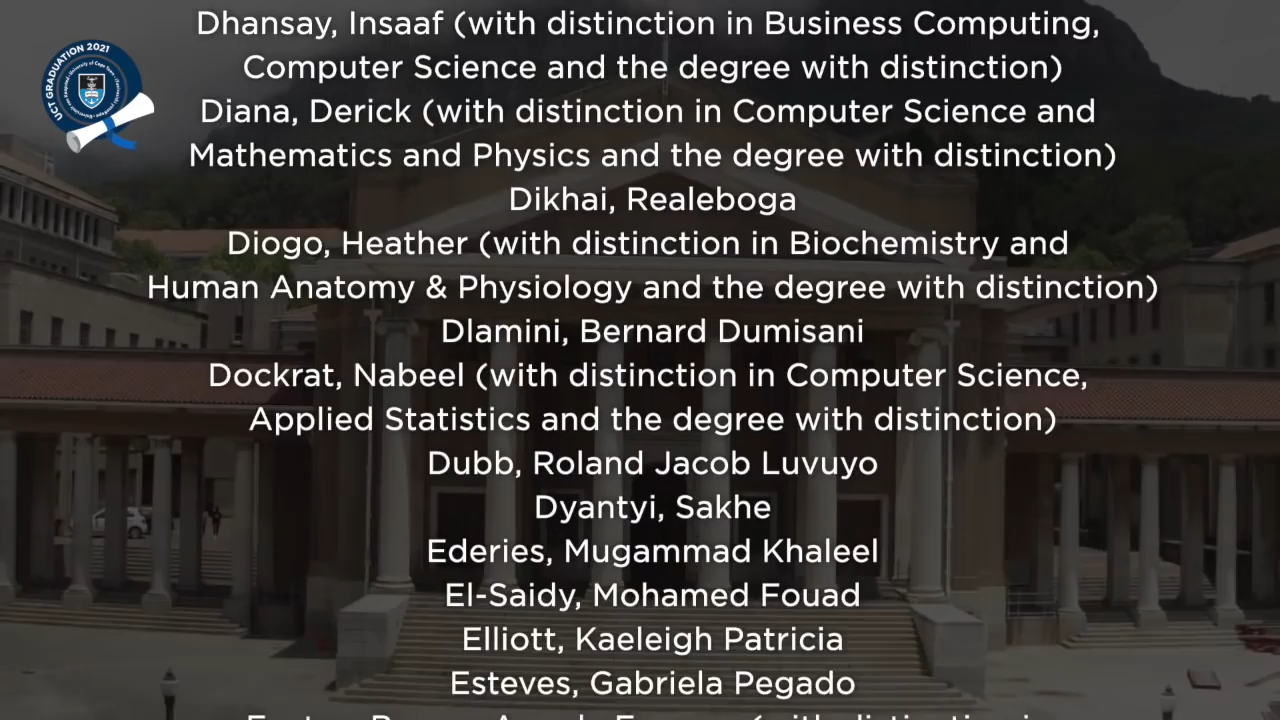 Dhansay, Insaaf (with distinction in Business Computing,
Computer Science and the degree with distinction)
UCT GRADUATION 2021
Diana, Derick (with distinction in Computer Science and
Mathematics and Physics and the degree with distinction)
Dikhai, Realeboga
Diogo, Heather (with distinction in Biochemistry and
Human Anatomy & Physiology and the degree with distinction)
Dlamini, Bernard Dumisani
Dockrat, Nabeel (with distinction in Computer Science,
Applied Statistics and the degree with distinction)
Dubb, Roland Jacob Luvuyo
Dyantyi, Sakhe
Ederies, Mugammad Khaleel
El-Saidy, Mohamed Fouad
Elliott, Kaeleigh Patricia
Esteves, Gabriela Pegado